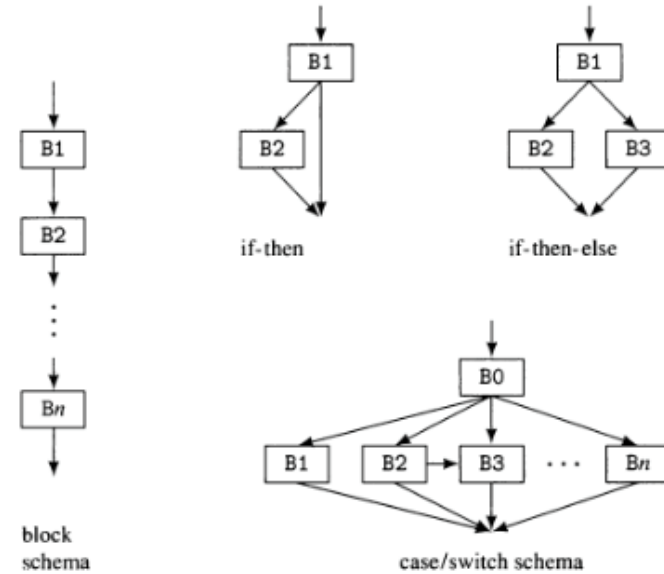 B1
B2
⋮
Bn
block
schema
B1
B2
if-then
B1
B2 B3
if-then-else
B0
B1 B2 B3 ··· Bn
case/switch schema